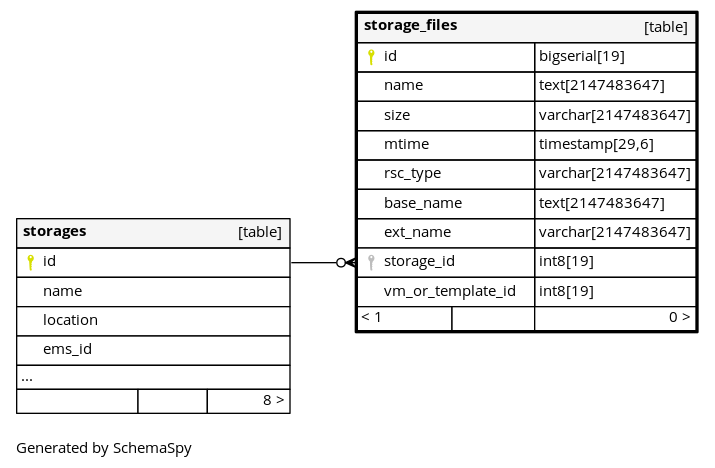 storage_files [table]
id bigserial[19]
name text[2147483647]
size varchar[2147483647]
mtime timestamp[29,6]
rsc_type varchar[2147483647]
base_name text[2147483647]
ext_name varchar[2147483647]
storage_id int8[19]
vm_or_template_id int8[19]
< 1 0 >
storages [table]
id
name
location
ems_id
...
8 >
Generated by SchemaSpy